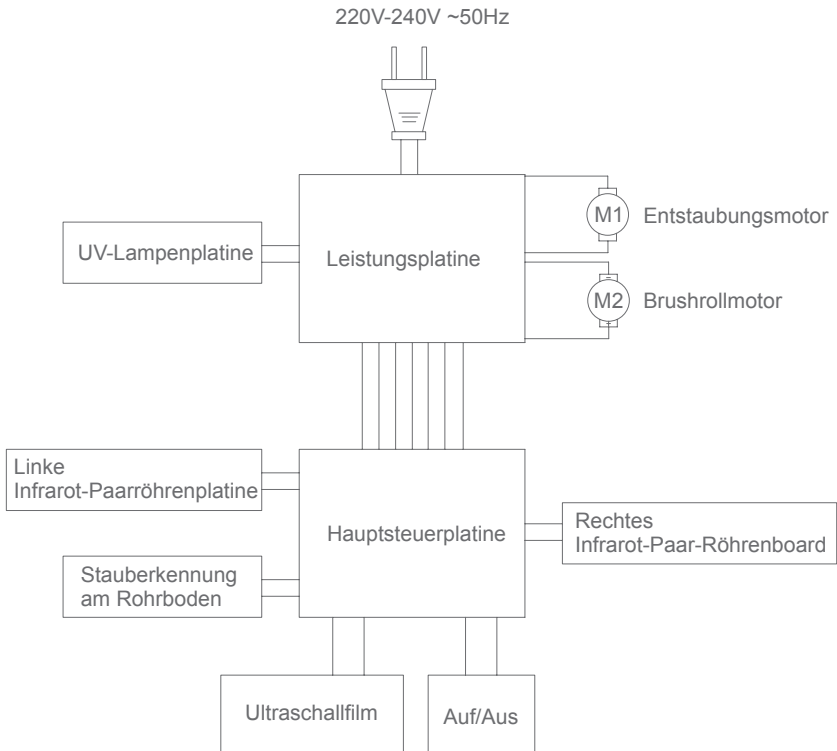 220V-240V ~50Hz
M1
Entstaubungsmotor
UV-Lampenplatine
Leistungsplatine
M2
Brushrollmotor
Linke
Infrarot-Paarröhrenplatine
Hauptsteuerplatine
Rechtes
Infrarot-Paar-Röhrenboard
Stauberkennung
am Rohrboden
Ultraschallfilm
Auf/Aus